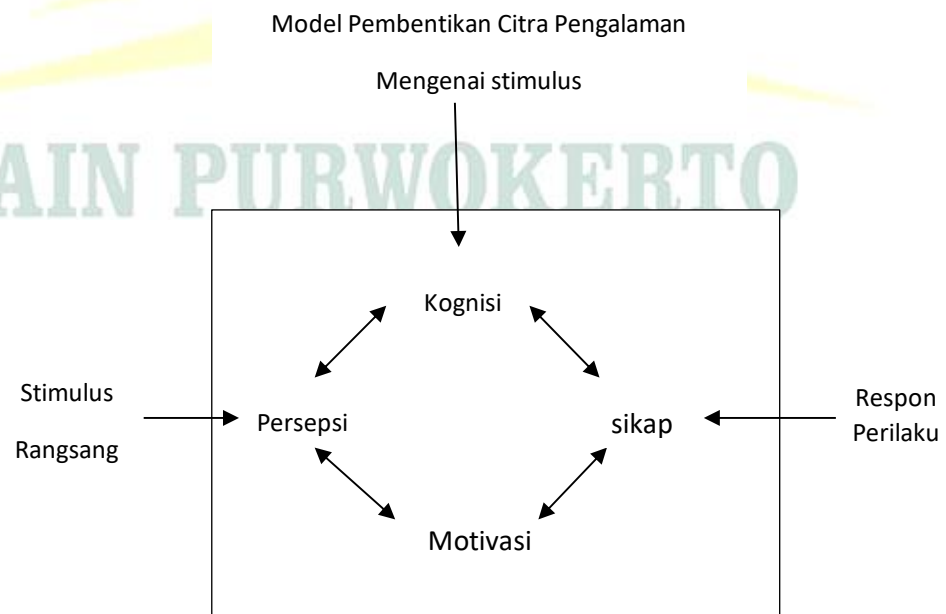 Model Pembentikan Citra Pengalaman
Mengenai stimulus
AIN PURWOKERTO
Kognisi
Stimulus
Rangsang
Persepsi
sikap
Respon
Perilaku
Motivasi